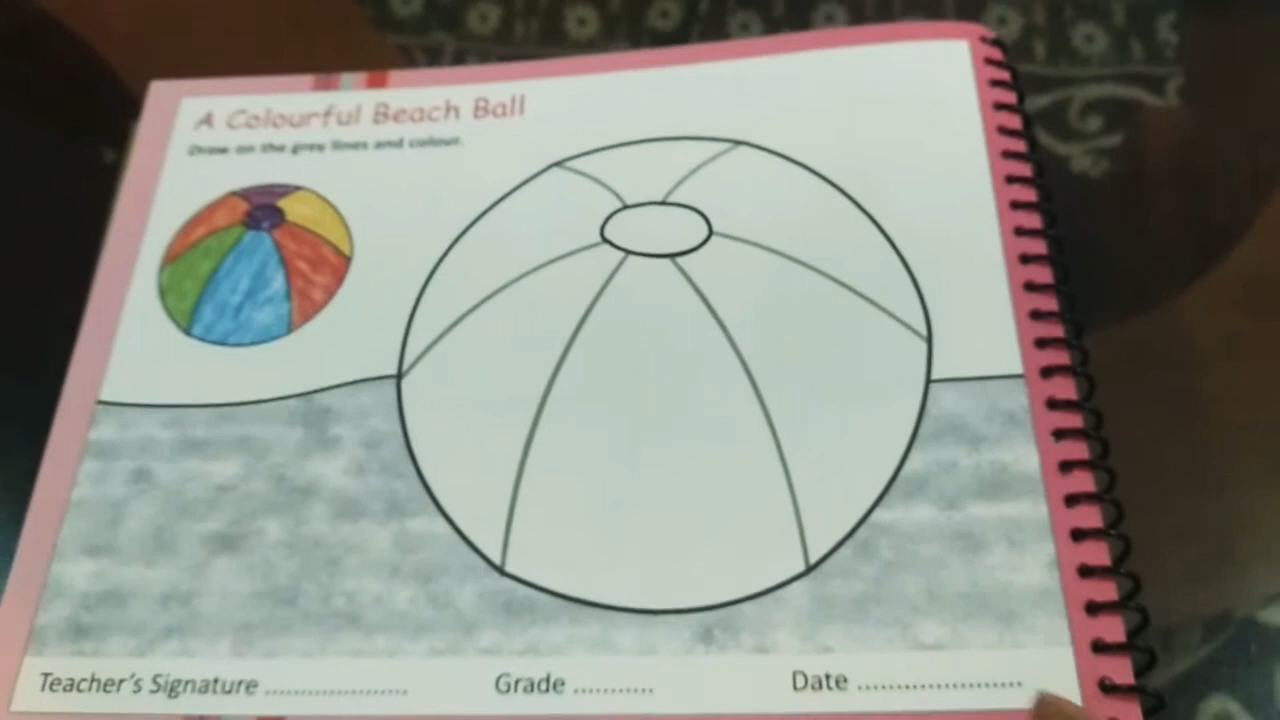 A Colourful Beach Ball
Draw on the grey lines and colour.
Teacher's Signature ....................
Grade ...........
Date ......................